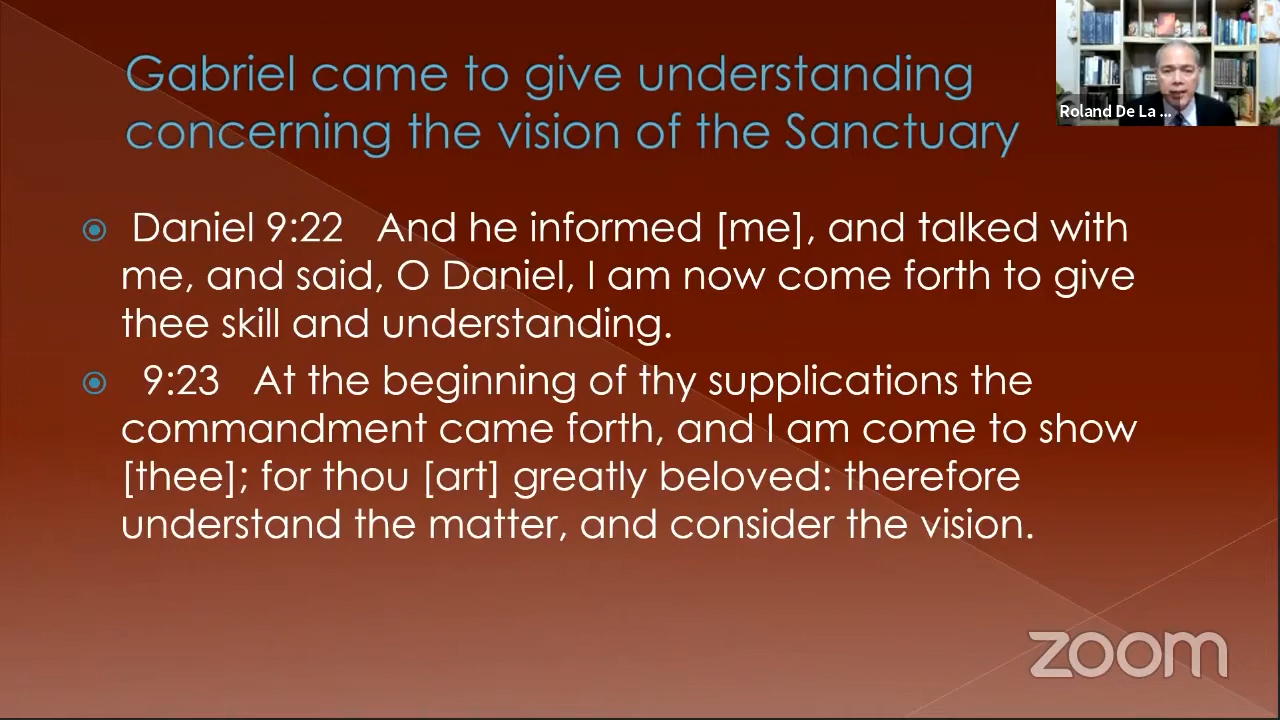 Gabriel came to give understanding
concerning the vision of the Sanctuary
Roland De La ...
Daniel 9:22 And he informed [me], and talked with
me, and said, O Daniel, I am now come forth to give
thee skill and understanding.
9:23 At the beginning of thy supplications the
commandment came forth, and I am come to show
[thee]; for thou [art] greatly beloved: therefore
understand the matter, and consider the vision.
zoom